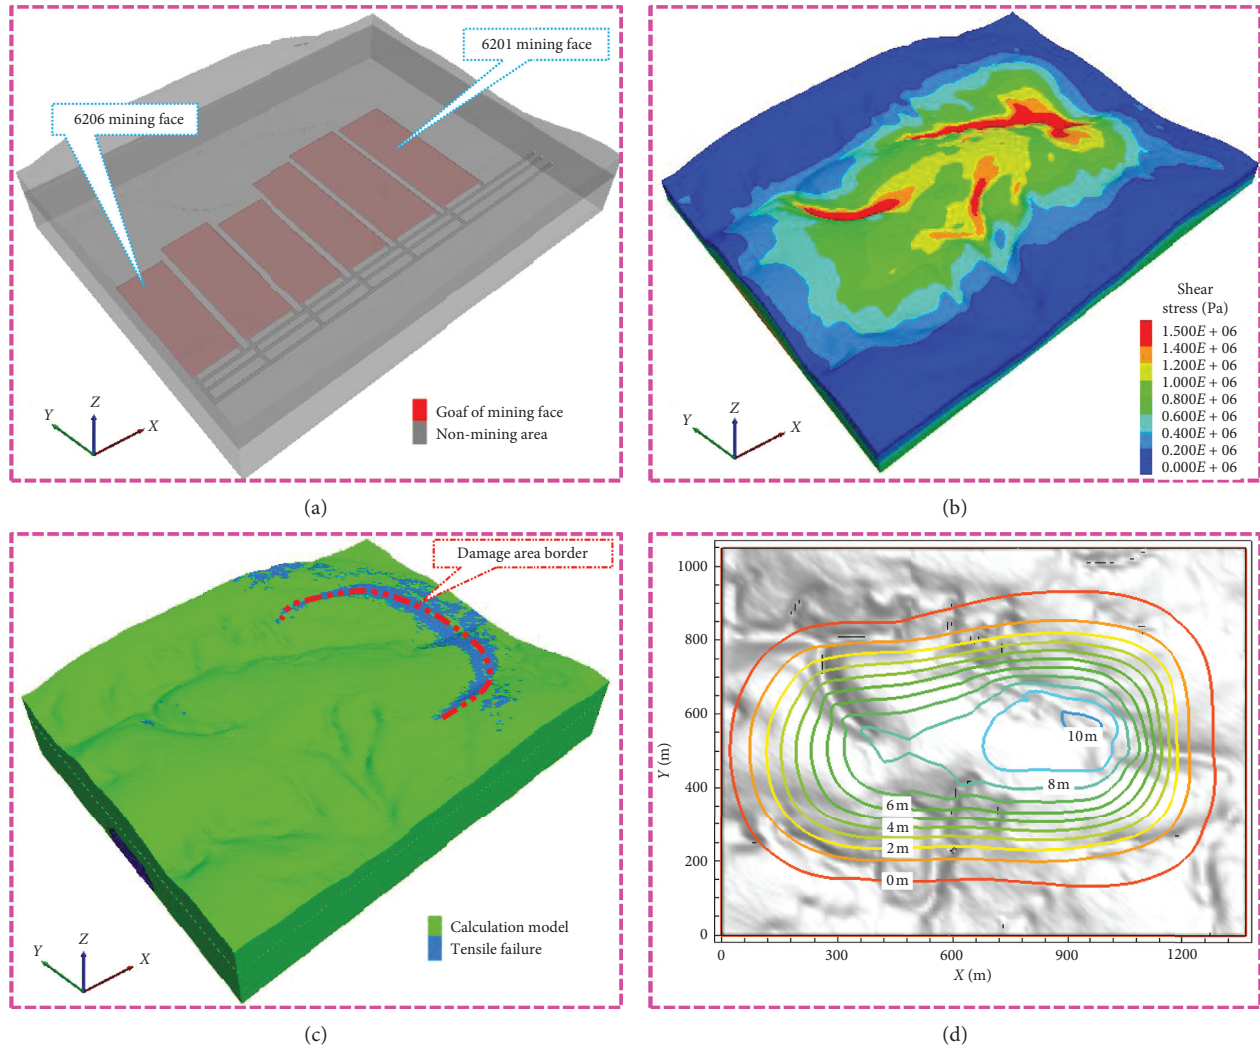 6201 mining face
6206 mining face
Y
Z
X
Goaf of mining face
Non-mining area
(a)
Shear
stress (Pa)
1.500E + 06
1.400E + 06
1.200E + 06
1.000E + 06
0.800E + 06
0.600E + 06
0.400E + 06
0.200E + 06
0.000E + 06
Y
Z
X
(b)
Damage area border
Calculation model
Tensile failure
Y
Z
X
(c)
1000
800
600
400
200
0
Y (m)
10 m
8 m
6 m
4 m
2 m
0 m
0
300
600
900
1200
X (m)
(d)